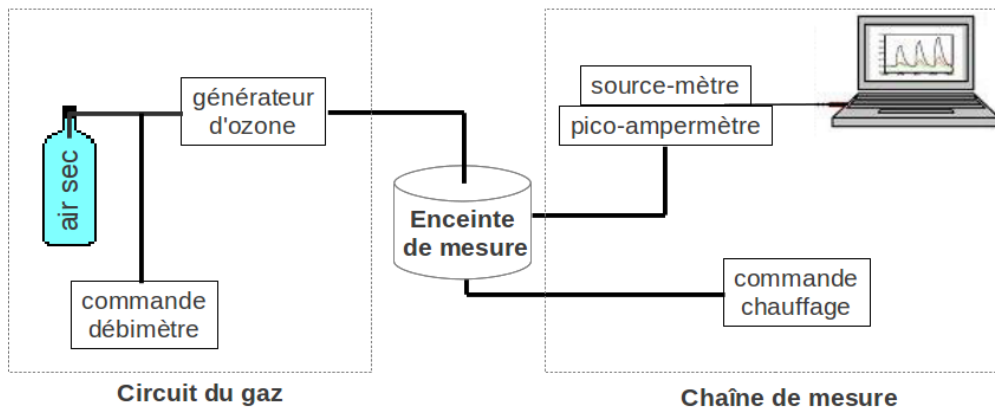 générateur
d'ozone
air sec
commande
débimètre
Circuit du gaz
Enceinte
de mesure
source-mètre
pico-ampermètre
commande
chauffage
Chaîne de mesure